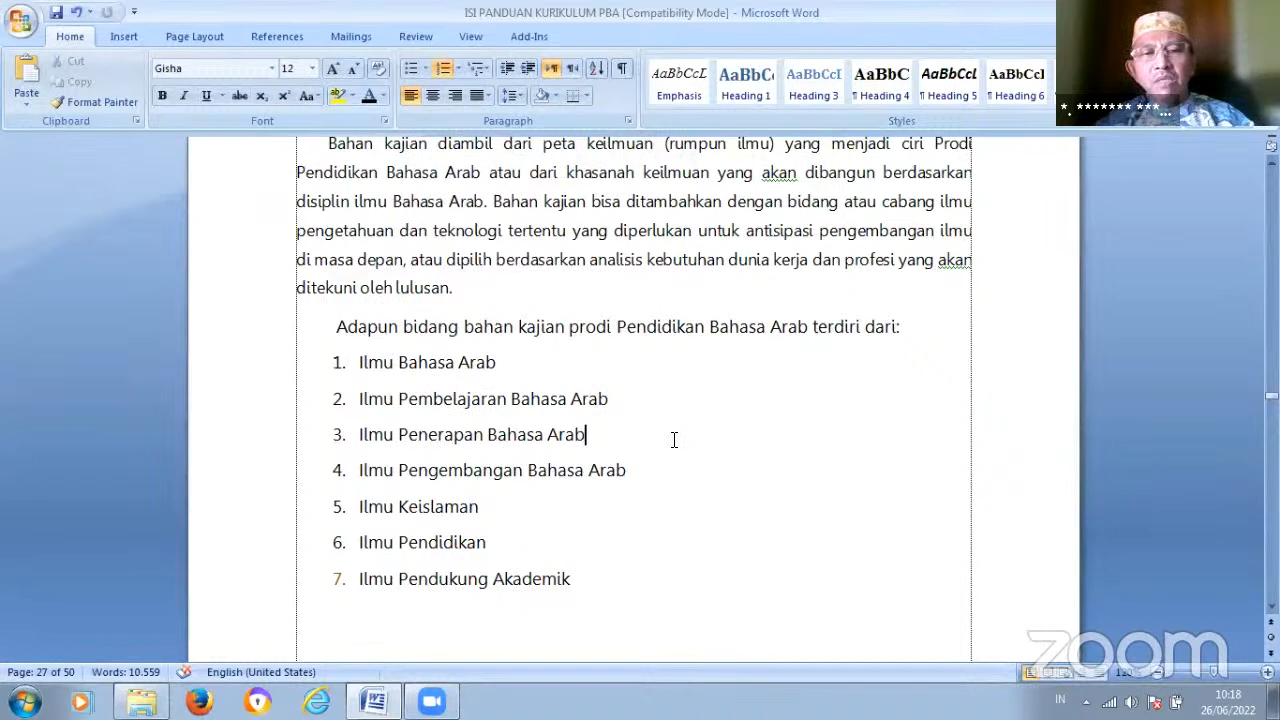 ISI PANDUAN KURIKULUM PBA [Compatibility Mode] - Microsoft Word
Home Insert Page Layout References Mailings Review View Add-Ins
Paste
Cut
Copy
Format Painter
Clipboard
Gisha 12
B I U abc x₂ x² Aa A
Font
Paragraph
AaBbCcL AaBbCc AaBbCcI AaBbC AaBbCcL AaBbCcI
Emphasis Heading 1 ¶ Heading 3 ¶ Heading 4 ¶ Heading 5 ¶ Heading 6
Styles
*. ******* ***...
Bahan kajian diambil dari peta keilmuan (rumpun ilmu) yang menjadi ciri Prodi
Pendidikan Bahasa Arab atau dari khasanah keilmuan yang akan dibangun berdasarkan
disiplin ilmu Bahasa Arab. Bahan kajian bisa ditambahkan dengan bidang atau cabang ilmu
pengetahuan dan teknologi tertentu yang diperlukan untuk antisipasi pengembangan ilmu
di masa depan, atau dipilih berdasarkan analisis kebutuhan dunia kerja dan profesi yang akan
ditekuni oleh lulusan.
Adapun bidang bahan kajian prodi Pendidikan Bahasa Arab terdiri dari:
1. Ilmu Bahasa Arab
2. Ilmu Pembelajaran Bahasa Arab
3. Ilmu Penerapan Bahasa Arab
4. Ilmu Pengembangan Bahasa Arab
5. Ilmu Keislaman
6. Ilmu Pendidikan
7. Ilmu Pendukung Akademik
zoom
Page: 27 of 50 Words: 10.559 English (United States)
IN
10:18
26/06/2022